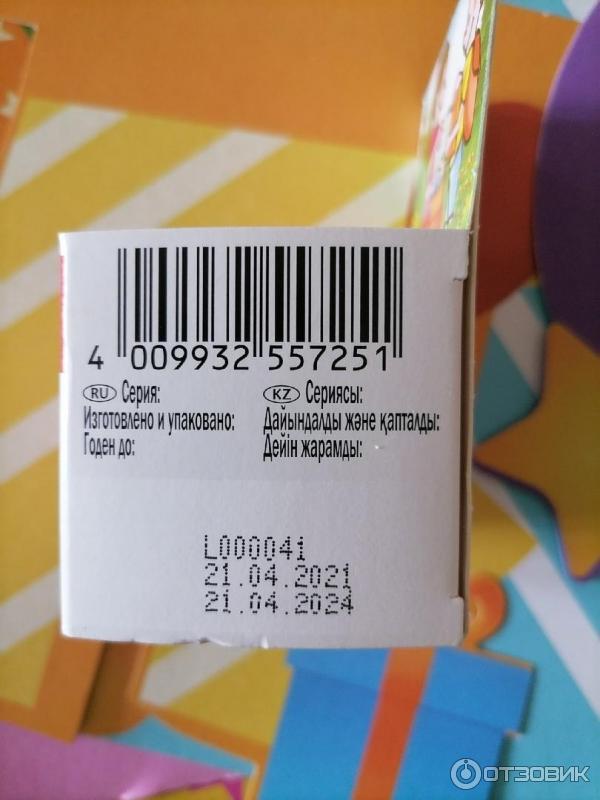 4 009932 557251
RU Серия: KZ Сериясы:
Изготовлено и упаковано: Дайындалды және қапталды:
Годен до: Дейін жарамды:
L000041
21.04.2021
21.04.2024
ОТЗОВИК